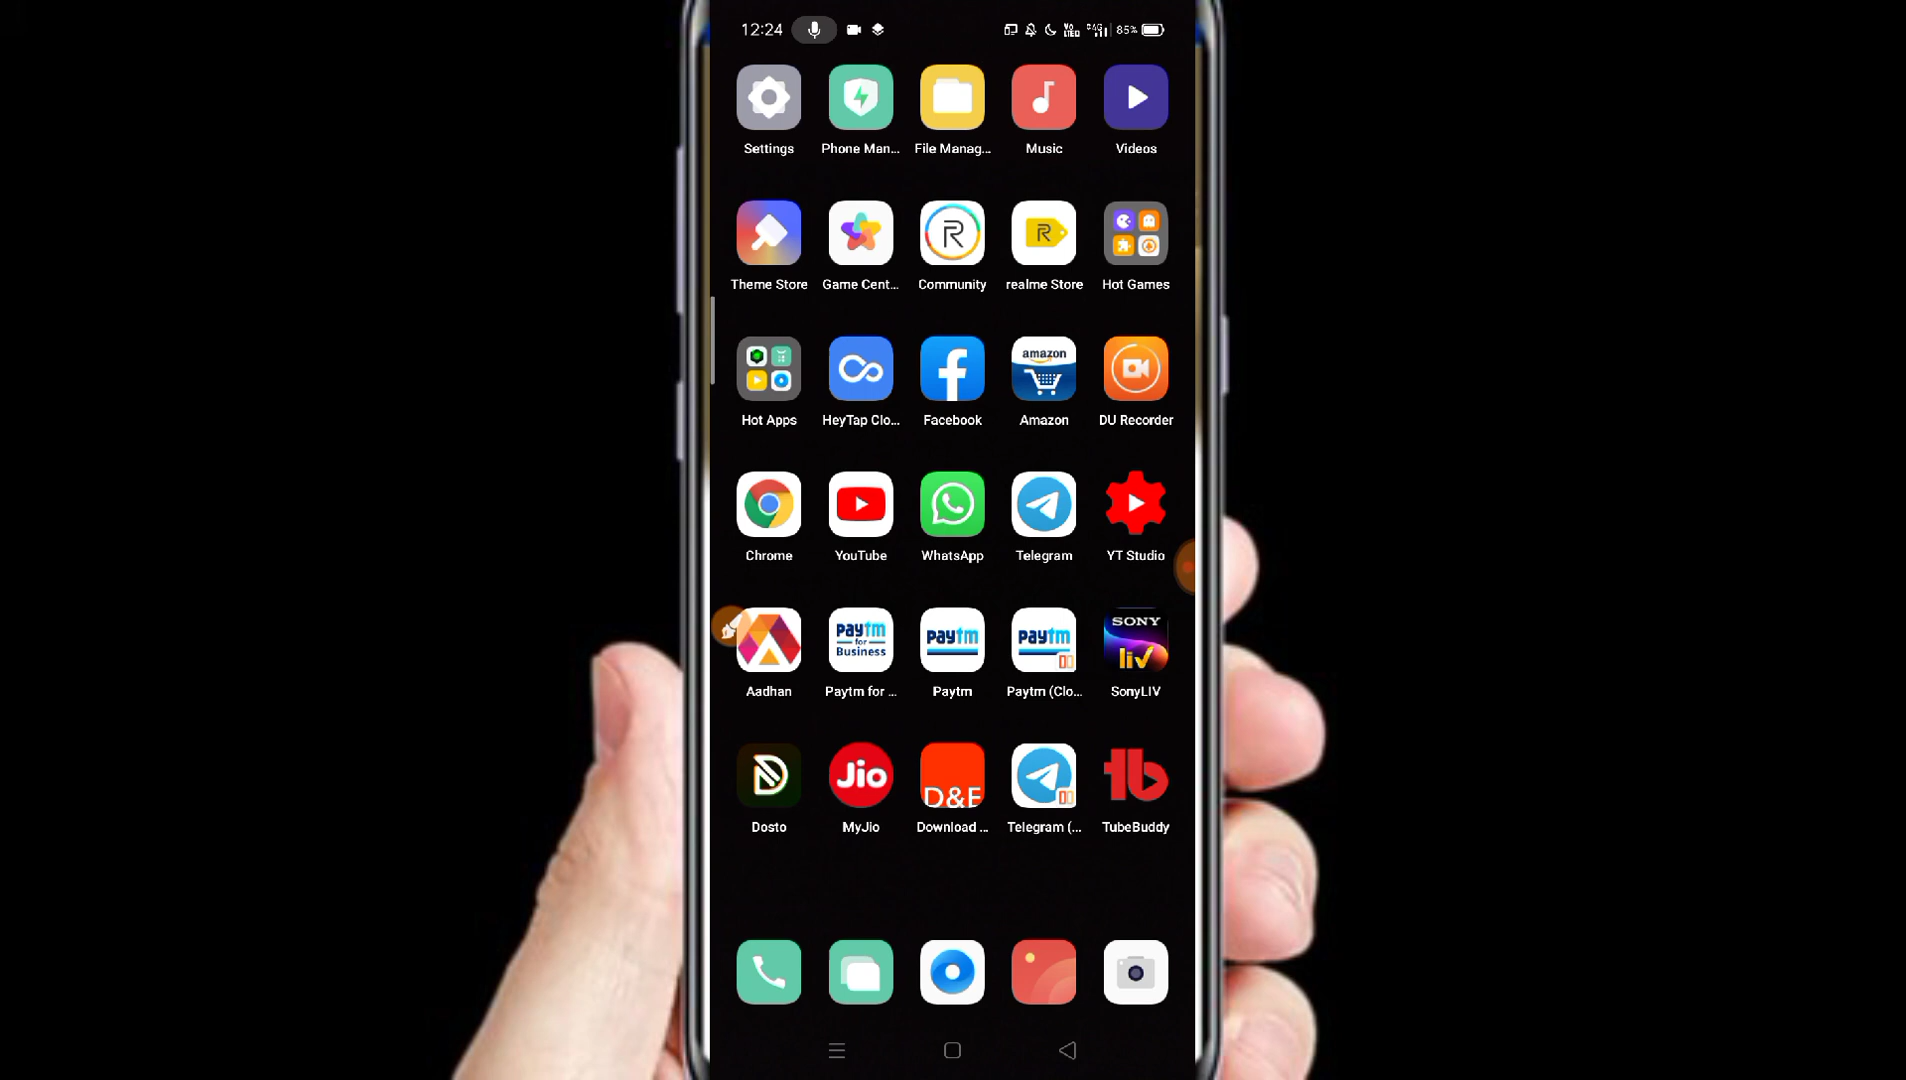 12:24 85%
Settings Phone Man... File Manag... Music Videos
R R
Theme Store Game Cent... Community realme Store Hot Games
amazon
Hot Apps HeyTap Clo... Facebook Amazon DU Recorder
Chrome YouTube WhatsApp Telegram YT Studio
paytm for Business paytm paytm SONY liv
Aadhan Paytm for ... Paytm Paytm (Clo... SonyLIV
Jio D&E tb
Dosto MyJio Download ... Telegram (... TubeBuddy